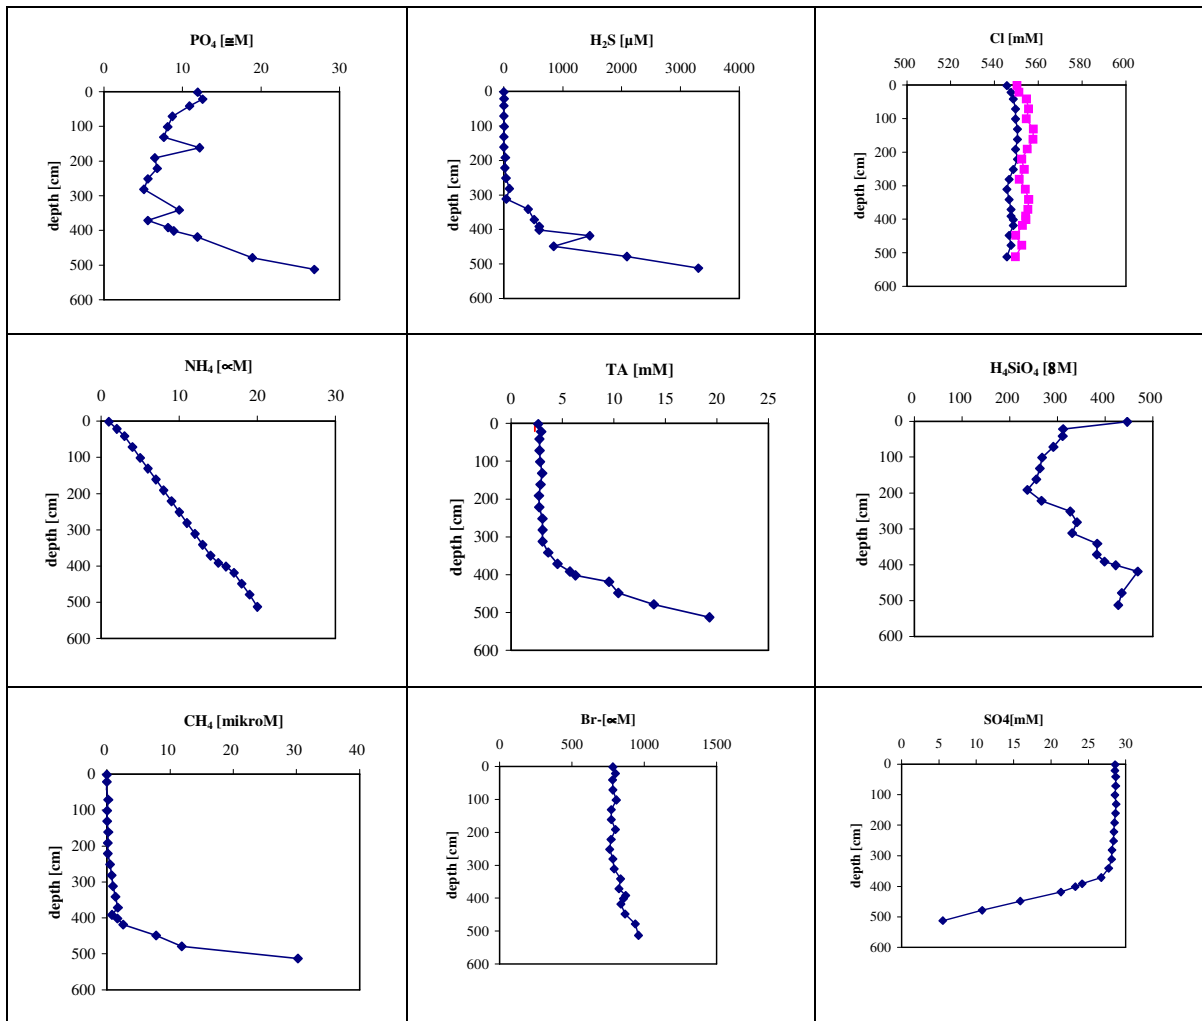 PO₄ [≅M]
0 10 20 30
0
100
200
300
400
500
600
depth [cm]
H₂S [µM]
0 1000 2000 3000 4000
0
100
200
300
400
500
600
depth [cm]
Cl [mM]
500 520 540 560 580 600
0
100
200
300
400
500
600
depth [cm]
NH₄ [∝M]
0 10 20 30
0
100
200
300
400
500
600
depth [cm]
TA [mM]
0 5 10 15 20 25
0
100
200
300
400
500
600
depth [cm]
H₄SiO₄ [8M]
0 100 200 300 400 500
0
100
200
300
400
500
600
depth [cm]
CH₄ [mikroM]
0 10 20 30 40
0
100
200
300
400
500
600
depth [cm]
Br-[∝M]
0 500 1000 1500
0
100
200
300
400
500
600
depth [cm]
SO4[mM]
0 5 10 15 20 25 30
0
100
200
300
400
500
600
depth [cm]